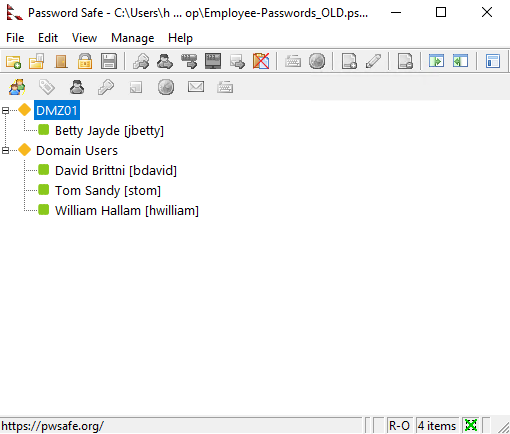 Password Safe - C:\Users\h ... op\Employee-Passwords_OLD.ps...
File Edit View Manage Help
DMZ01
Betty Jayde [jbetty]
Domain Users
David Brittni [bdavid]
Tom Sandy [stom]
William Hallam [hwilliam]
https://pwsafe.org/ R-O 4 items